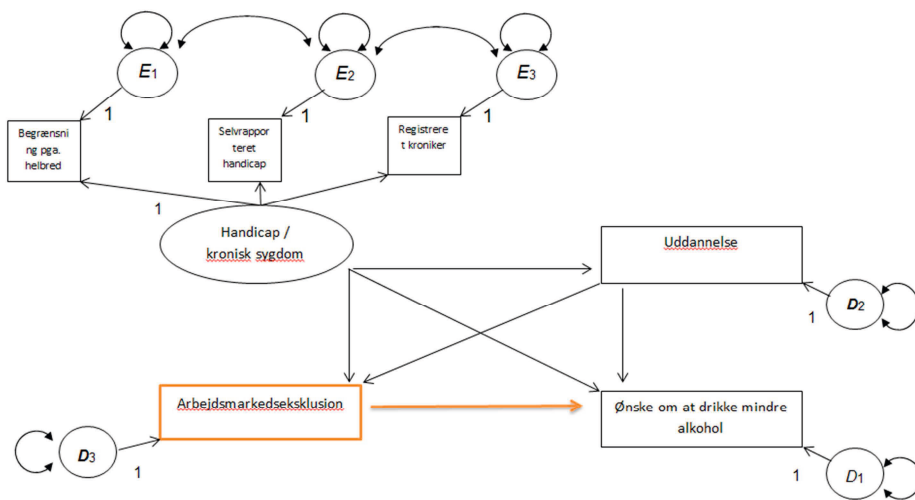 E1
E2
E3
1
1
1
Begrænsni
ng pga.
helbred
Selvrappor
teret
handicap
Registrere
t kroniker
1
Handicap /
kronisk sygdom
Uddannelse
D2
1
Arbejdsmarkedseksklusion
Ønske om at drikke mindre
alkohol
D3
1
1
D1